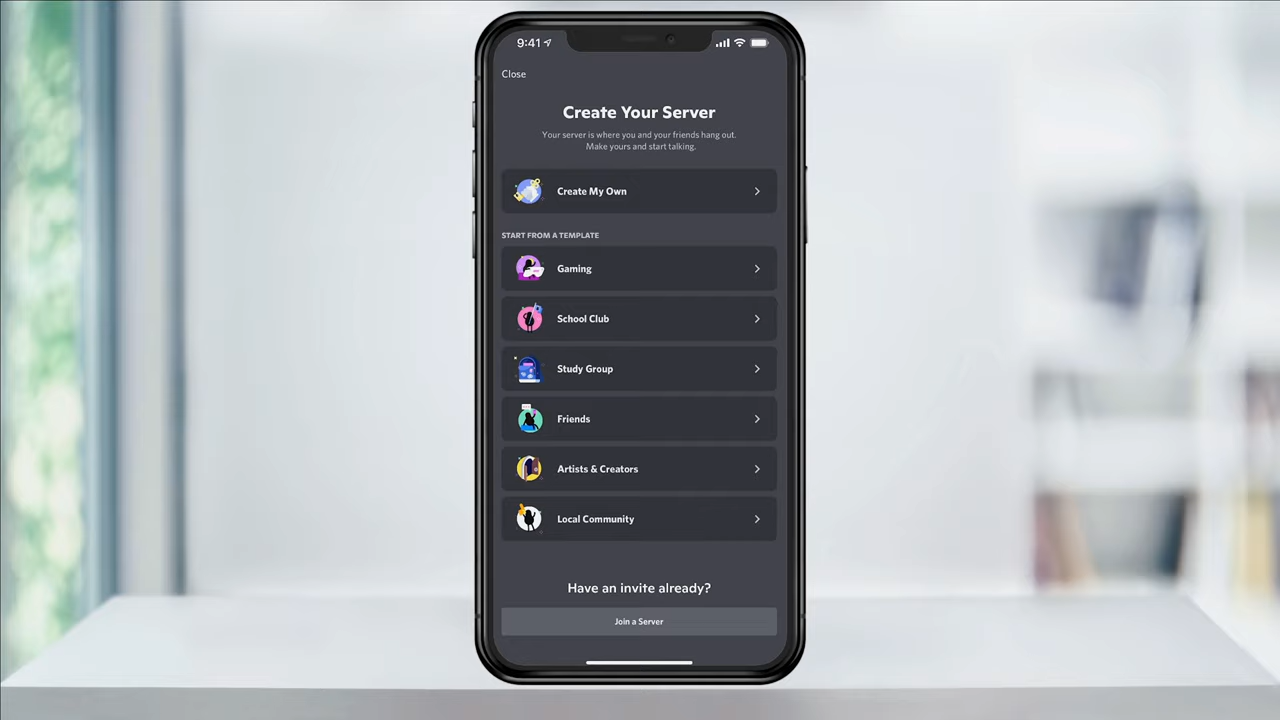 9:41
Close
Create Your Server
Your server is where you and your friends hang out.
Make yours and start talking.
Create My Own
START FROM A TEMPLATE
Gaming
School Club
Study Group
Friends
Artists & Creators
Local Community
Have an invite already?
Join a Server